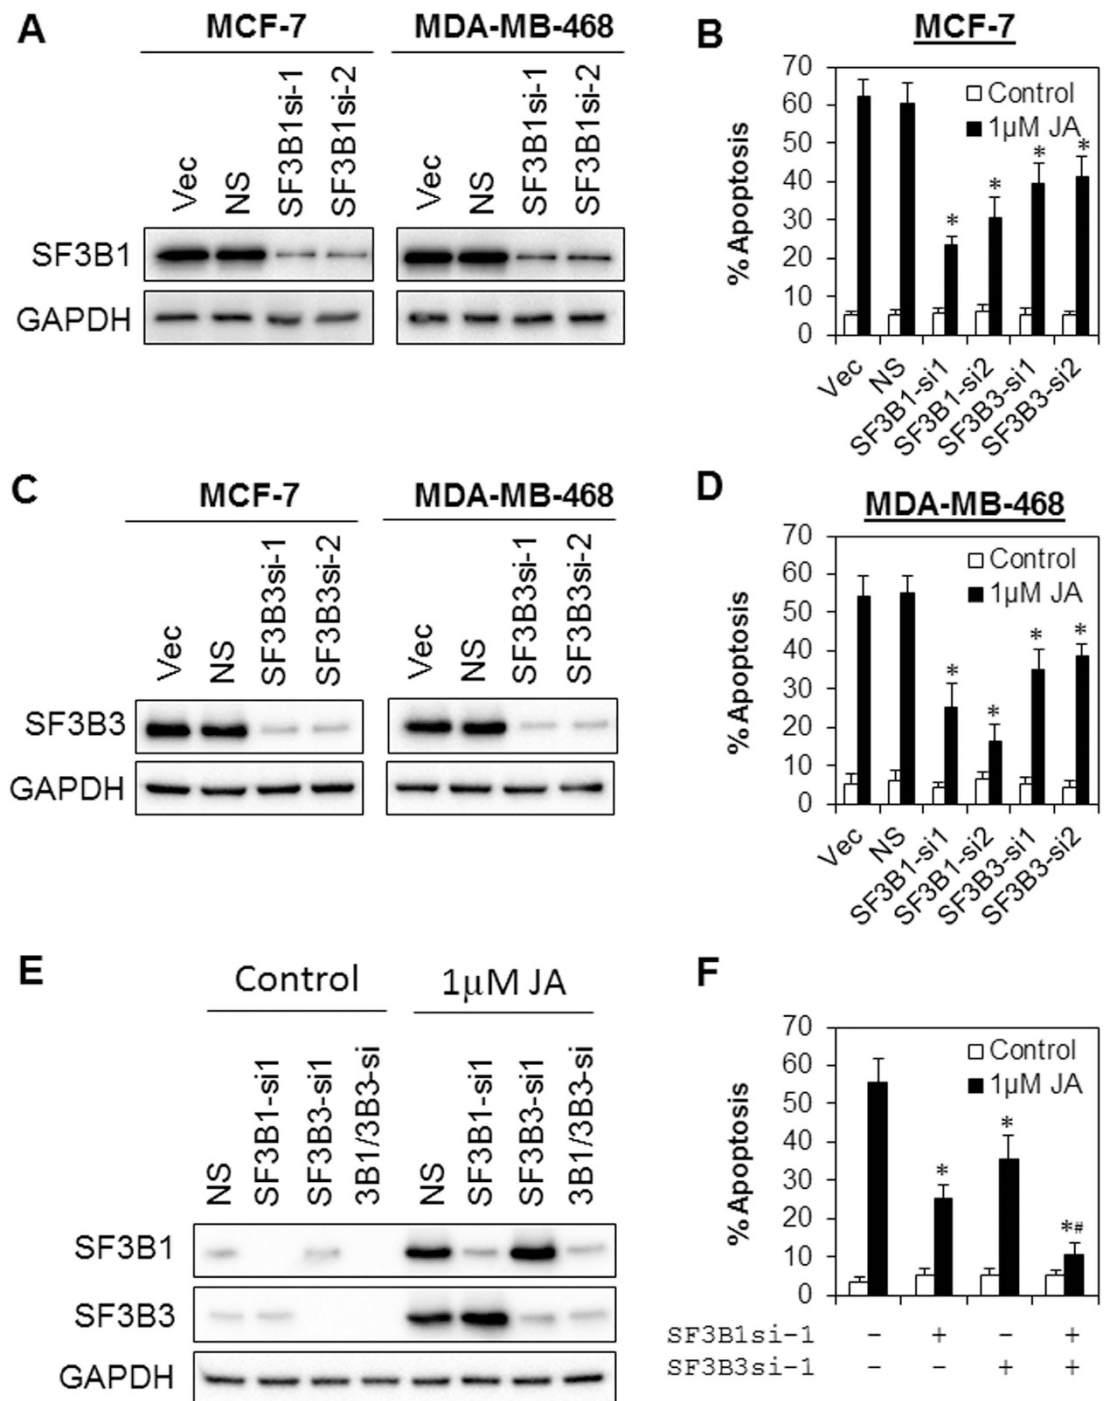 A
MCF-7
MDA-MB-468
Vec
NS
SF3B1si-1
SF3B1si-2
Vec
NS
SF3B1si-1
SF3B1si-2
SF3B1
GAPDH
B
MCF-7
%Apoptosis
70
60
50
40
30
20
10
0
Control
1μM JA
*
*
*
*
Vec
NS
SF3B1-si1
SF3B1-si2
SF3B3-si1
SF3B3-si2
C
MCF-7
MDA-MB-468
Vec
NS
SF3B3si-1
SF3B3si-2
Vec
NS
SF3B3si-1
SF3B3si-2
SF3B3
GAPDH
D
MDA-MB-468
%Apoptosis
70
60
50
40
30
20
10
0
Control
1μM JA
*
*
*
*
Vec
NS
SF3B1-si1
SF3B1-si2
SF3B3-si1
SF3B3-si2
E
Control
1μM JA
NS
SF3B1-si1
SF3B3-si1
3B1/3B3-si
NS
SF3B1-si1
SF3B3-si1
3B1/3B3-si
SF3B1
SF3B3
GAPDH
F
%Apoptosis
70
60
50
40
30
20
10
0
Control
1μM JA
*
*
*#
SF3B1si-1 − + − +
SF3B3si-1 − − + +